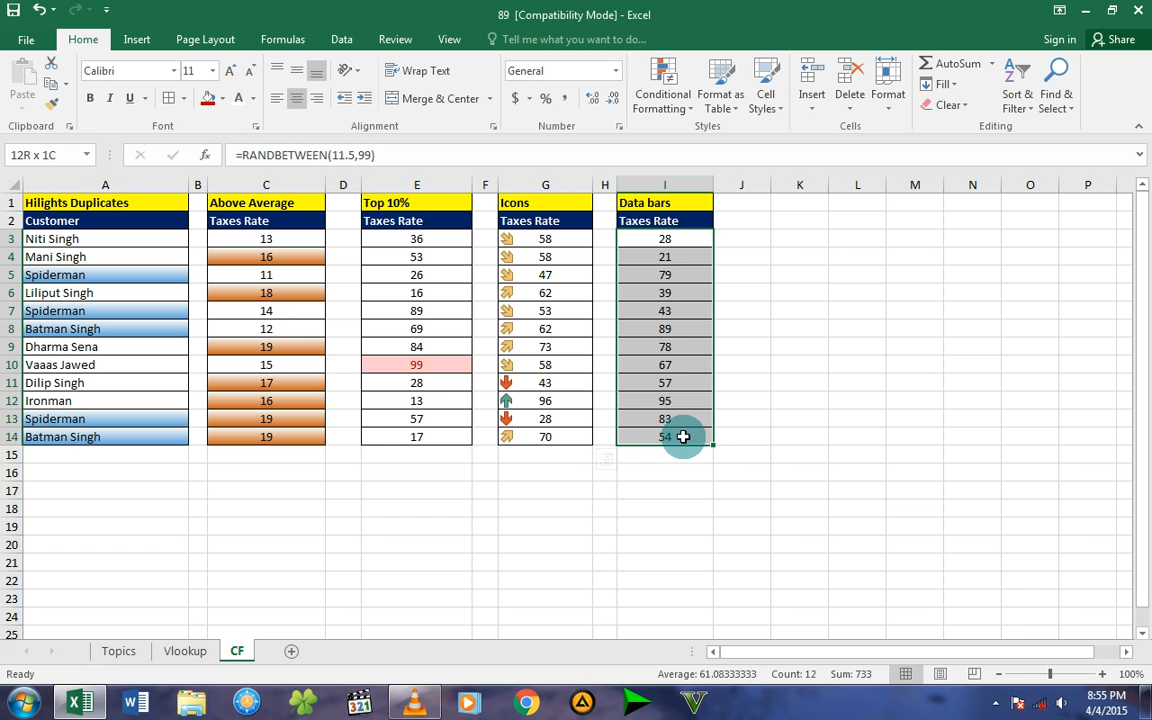 89 [Compatibility Mode] - Excel
File Home Insert Page Layout Formulas Data Review View Tell me what you want to do... Sign in Share
Paste Calibri 11 Wrap Text General Conditional Formatting Format as Table Cell Styles Insert Delete Format AutoSum Fill Clear Sort & Filter Find & Select
B I U A Merge & Center $ %
Clipboard Font Alignment Number Styles Cells Editing
12R x 1C fx =RANDBETWEEN(11.5,99)
A B C D E F G H I J K L M N O P
1 Hilights Duplicates Above Average Top 10% Icons Data bars
2 Customer Taxes Rate Taxes Rate Taxes Rate Taxes Rate
3 Niti Singh 13 36 58 28
4 Mani Singh 16 53 58 21
5 Spiderman 11 26 47 79
6 Liliput Singh 18 16 62 39
7 Spiderman 14 89 53 43
8 Batman Singh 12 69 62 89
9 Dharma Sena 19 84 73 78
10 Vaaas Jawed 15 99 58 67
11 Dilip Singh 17 28 43 57
12 Ironman 16 13 96 95
13 Spiderman 19 57 28 83
14 Batman Singh 19 17 70 54
15
16
17
18
19
20
21
22
23
24
25
Topics Vlookup CF
Ready Average: 61.08333333 Count: 12 Sum: 733 100%
321 8:55 PM
4/4/2015